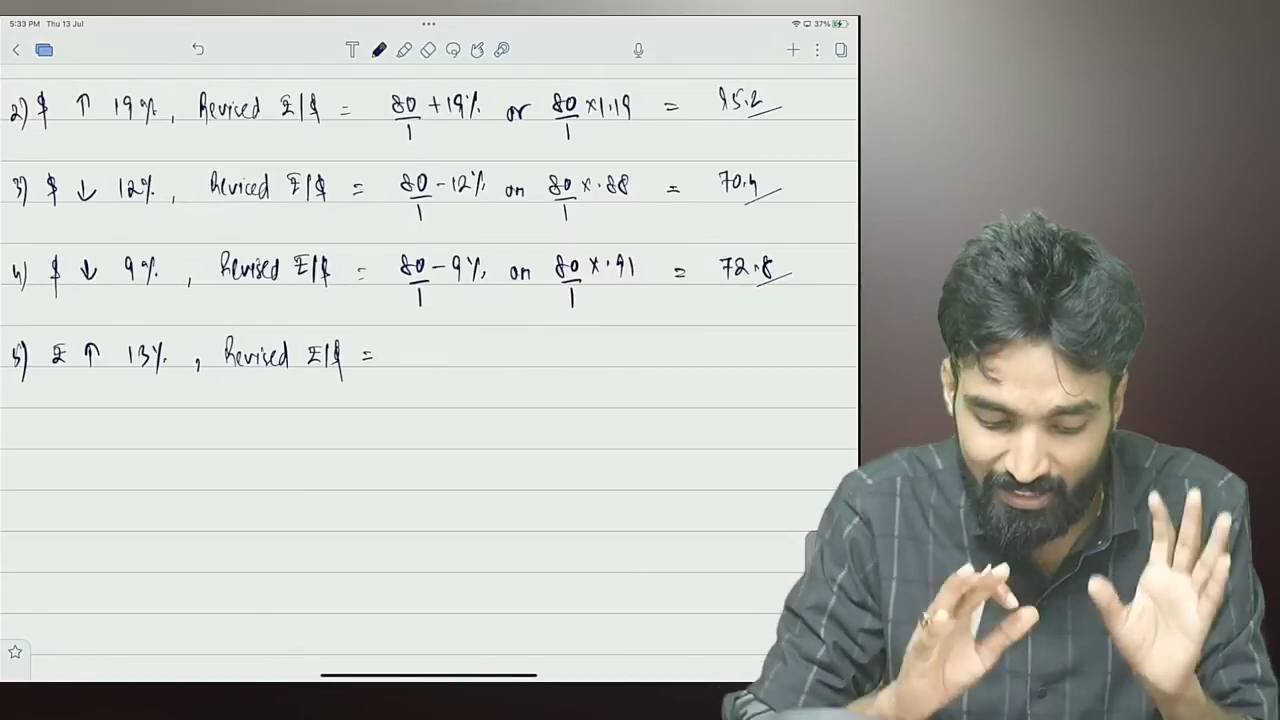 5:33 PM Thu 13 Jul 37%
2) $ ↑ 19%, Revised ₹/$ = 80/1 + 19% or 80/1 × 1.19 = 95.2
3) $ ↓ 12%, Reviced ₹/$ = 80/1 - 12% or 80/1 × .88 = 70.4
4) $ ↓ 9%, Revised ₹/$ = 80/1 - 9% or 80/1 × .91 = 72.8
5) ₹ ↑ 13%, Revised ₹/$ =